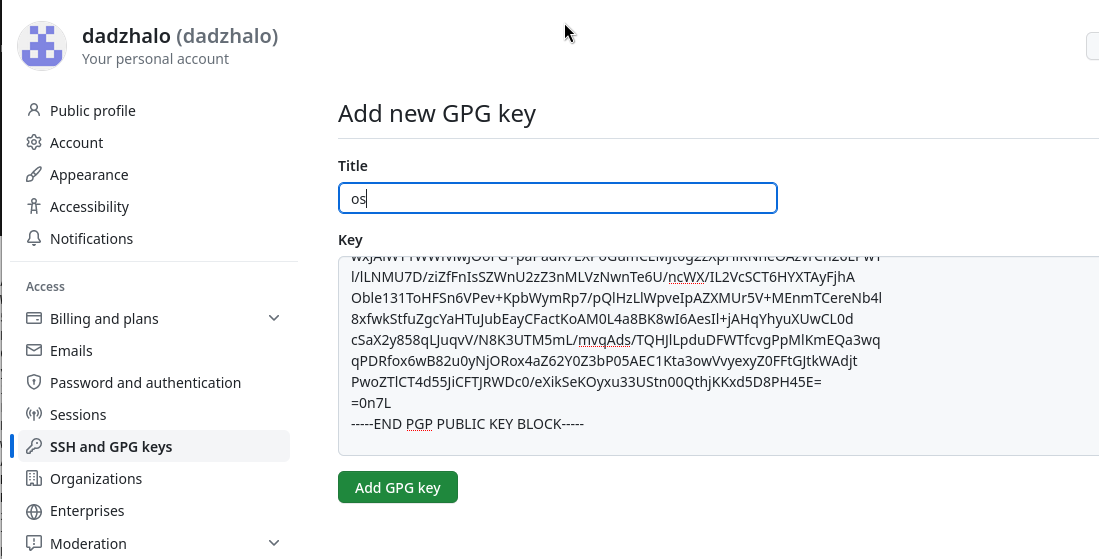 dadzhalo (dadzhalo)
Your personal account
Public profile
Account
Appearance
Accessibility
Notifications
Access
Billing and plans
Emails
Password and authentication
Sessions
SSH and GPG keys
Organizations
Enterprises
Moderation
Add new GPG key
Title
os
Key
l/lLNMU7D/ziZfFnIsSZWnU2zZ3nMLVzNwnTe6U/ncWX/IL2VcSCT6HYXTAyFjhA
Oble131ToHFSn6VPev+KpbWymRp7/pQlHzLlWpveIpAZXMUr5V+MEnmTCereNb4l
8xfwkStfuZgcYaHTuJubEayCFactKoAM0L4a8BK8wI6AesIl+jAHqYhyuXUwCL0d
cSaX2y858qLJuqvV/N8K3UTM5mL/mvqAds/TQHJlLpduDFWTfcvgPpMlKmEQa3wq
qPDRfox6wB82u0yNjORox4aZ62Y0Z3bP05AEC1Kta3owVvyexyZ0FFtGJtkWAdjt
PwoZTlCT4d55JiCFTJRWDc0/eXikSeKOyxu33UStn00QthjKKxd5D8PH45E=
=0n7L
-----END PGP PUBLIC KEY BLOCK-----
Add GPG key